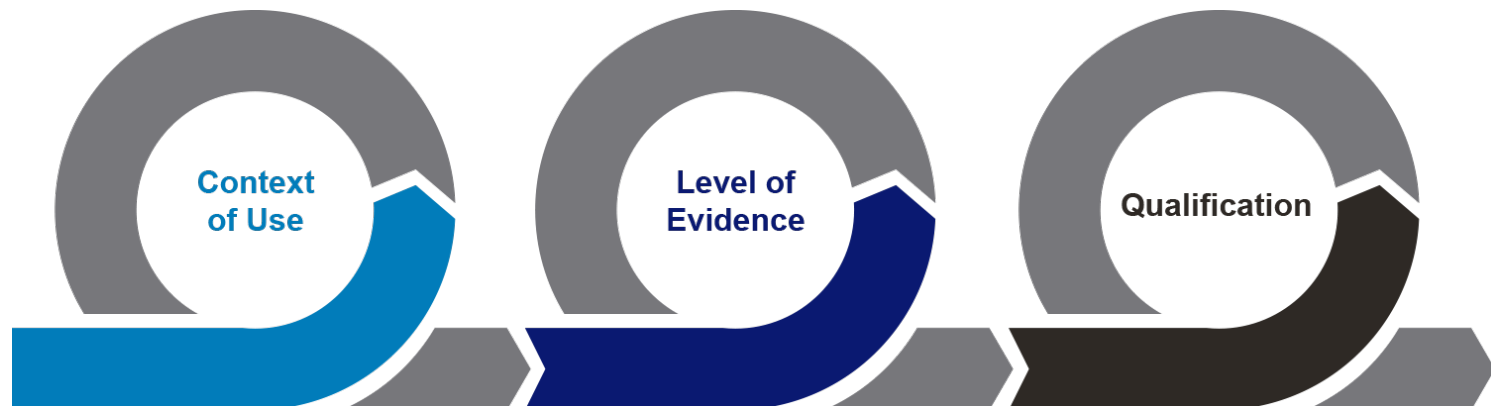 Context
of Use
Level of
Evidence
Qualification